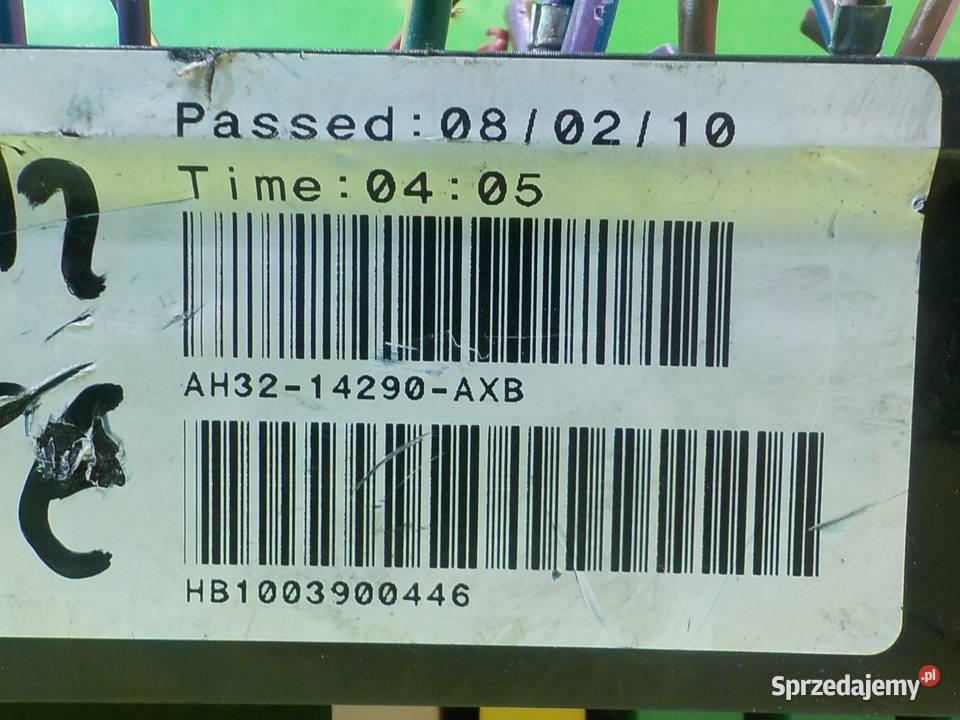 Passed:08/02/10
Time:04:05
AH32-14290-AXB
HB1003900446
Sprzedajemy.pl